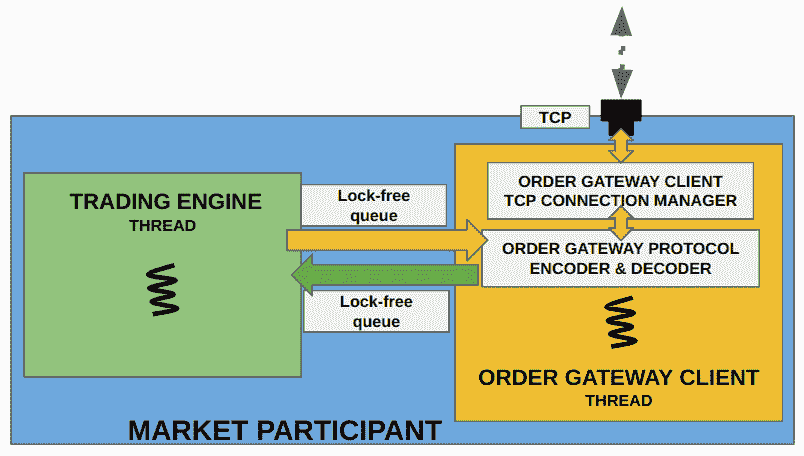 TCP
TRADING ENGINE
THREAD
Lock-free
queue
Lock-free
queue
ORDER GATEWAY CLIENT
TCP CONNECTION MANAGER
ORDER GATEWAY PROTOCOL
ENCODER & DECODER
ORDER GATEWAY CLIENT
THREAD
MARKET PARTICIPANT